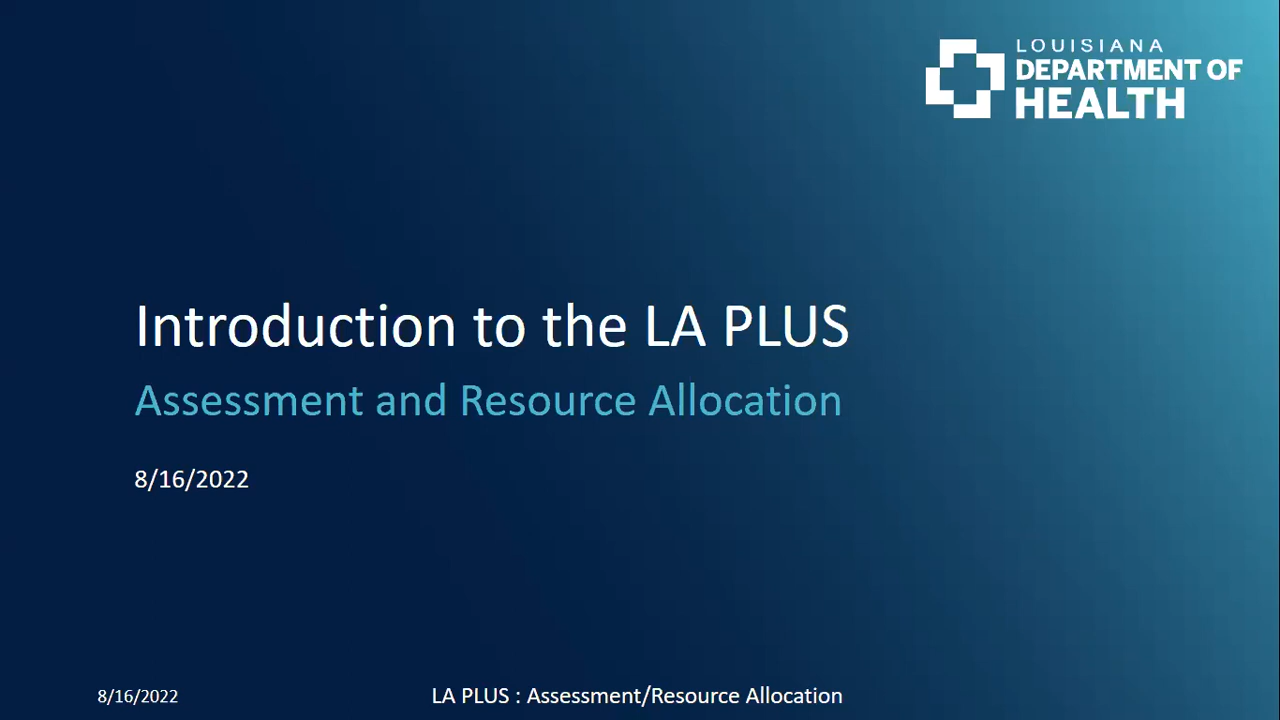 LOUISIANA
DEPARTMENT OF
HEALTH
Introduction to the LA PLUS
Assessment and Resource Allocation
8/16/2022
8/16/2022
LA PLUS : Assessment/Resource Allocation